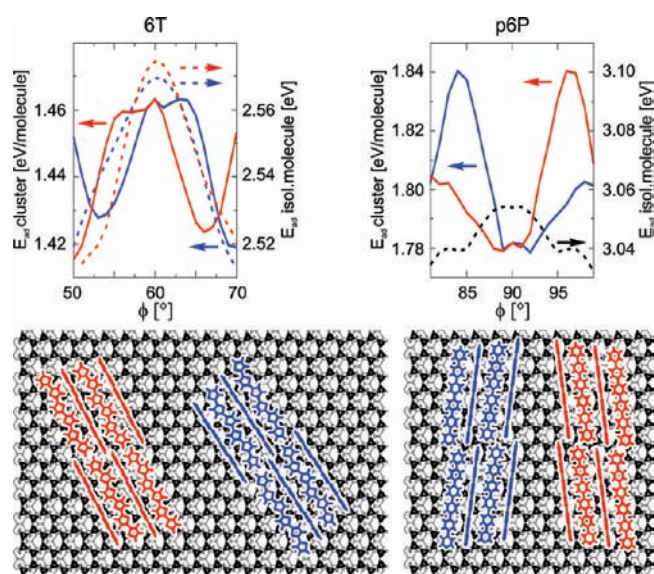 6T
p6P
E_ad cluster [eV/molecule]
1.46
1.44
1.42
2.56
2.54
2.52
E_ad isol.molecule [eV]
50
60
70
ϕ [°]
E_ad cluster [eV/molecule]
1.84
1.82
1.80
1.78
3.10
3.08
3.06
3.04
E_ad isol.molecule [eV]
85
90
95
ϕ [°]